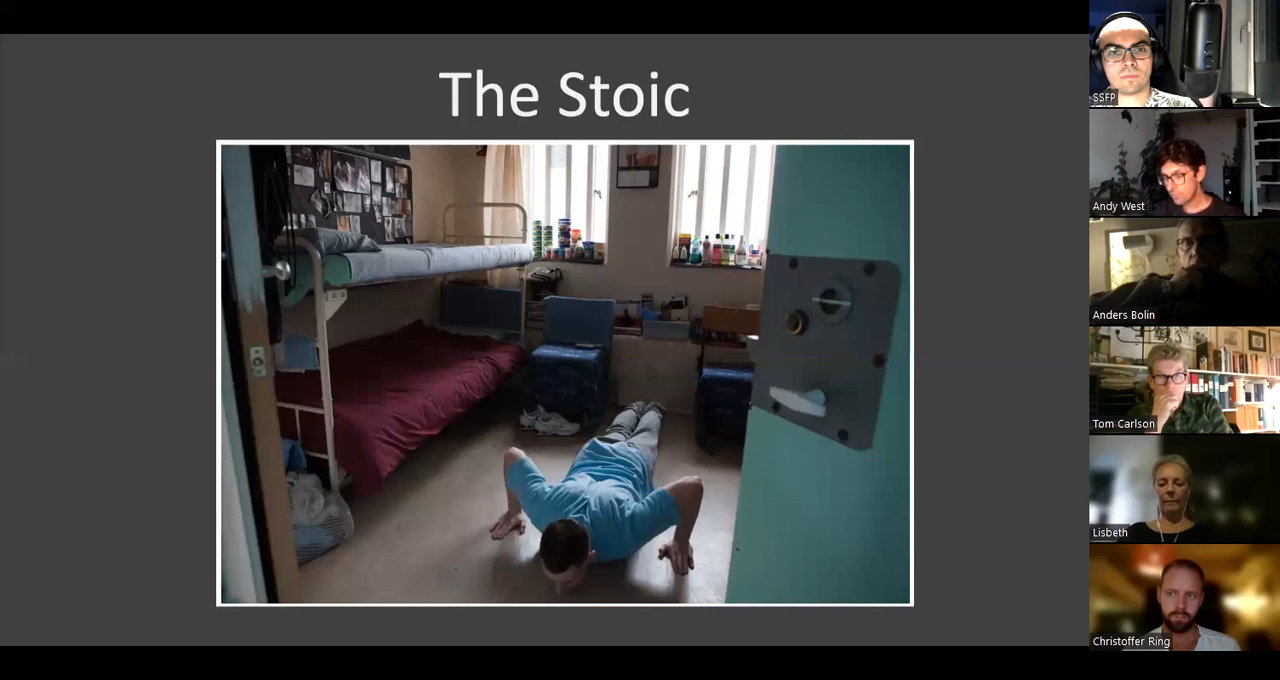 The Stoic
SSFP
Andy West
Anders Bolin
Tom Carlson
Lisbeth
Christoffer Ring